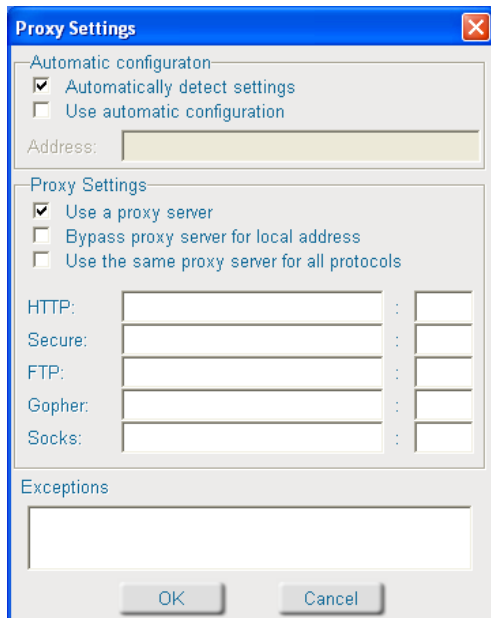 Proxy Settings
Automatic configuraton
Automatically detect settings
Use automatic configuration
Address:
Proxy Settings
Use a proxy server
Bypass proxy server for local address
Use the same proxy server for all protocols
HTTP: :
Secure: :
FTP: :
Gopher: :
Socks: :
Exceptions
OK Cancel